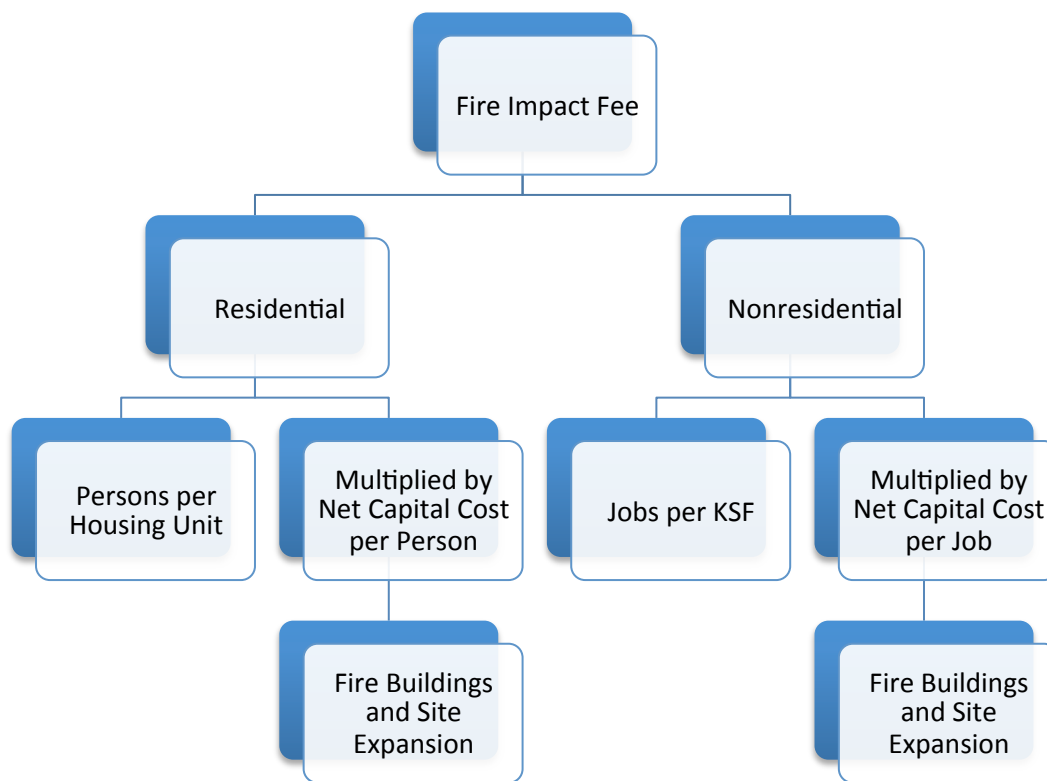 Fire Impact Fee
Residential
Nonresidential
Persons per
Housing Unit
Multiplied by
Net Capital Cost
per Person
Jobs per KSF
Multiplied by
Net Capital Cost
per Job
Fire Buildings
and Site
Expansion
Fire Buildings
and Site
Expansion